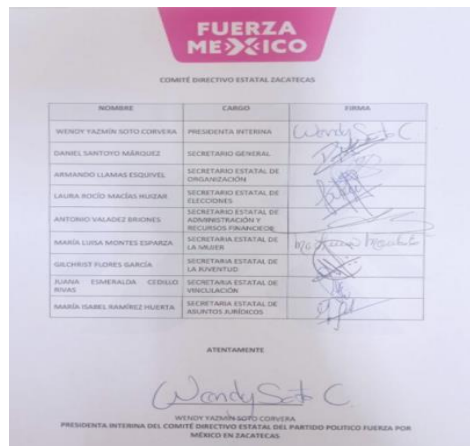 FUERZA
MEXICO
COMITÉ DIRECTIVO ESTATAL ZACATECAS
NOMBRE CARGO FIRMA
WENDY YAZMÍN SOTO CORVERA PRESIDENTA INTERINA Wendy Soto C
DANIEL SANTOYO MÁRQUEZ SECRETARIO GENERAL
ARMANDO LLAMAS ESQUIVEL SECRETARIO ESTATAL DE
ORGANIZACIÓN
LAURA ROCÍO MACÍAS HUIZAR SECRETARIO ESTATAL DE
ELECCIONES
ANTONIO VALADEZ BRIONES SECRETARIO ESTATAL DE
ADMINISTRACIÓN Y
RECURSOS FINANCIEOE
MARÍA LUISA MONTES ESPARZA SECRETARIA ESTATAL DE
LA MUJER
GILCHRIST FLORES GARCÍA SECRETARIA ESTATAL DE
LA JUVENTUD
JUANA ESMERALDA CEDILLO
RIVAS SECRETARIA ESTATAL DE
VINCULACIÓN
MARÍA ISABEL RAMÍREZ HUERTA SECRETARIA ESTATAL DE
ASUNTOS JURÍDICOS
ATENTAMENTE
Wendy Soto C.
WENDY YAZMÍN SOTO CORVERA
PRESIDENTA INTERINA DEL COMITÉ DIRECTIVO ESTATAL DEL PARTIDO POLITICO FUERZA POR
MÉXICO EN ZACATECAS